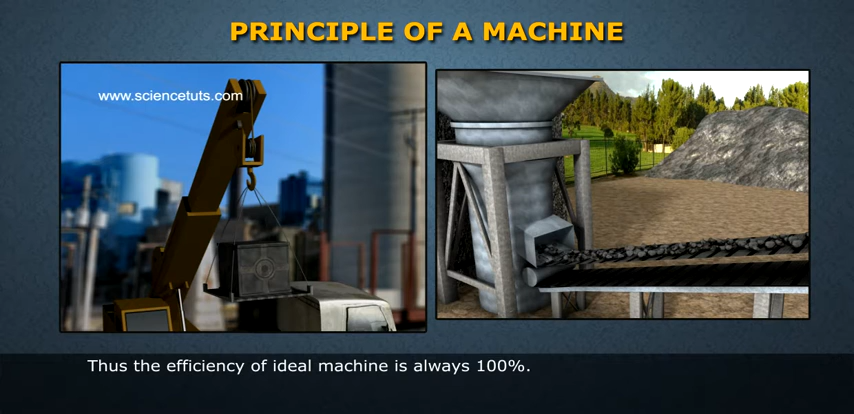 PRINCIPLE OF A MACHINE
www.sciencetuts.com
Thus the efficiency of ideal machine is always 100%.